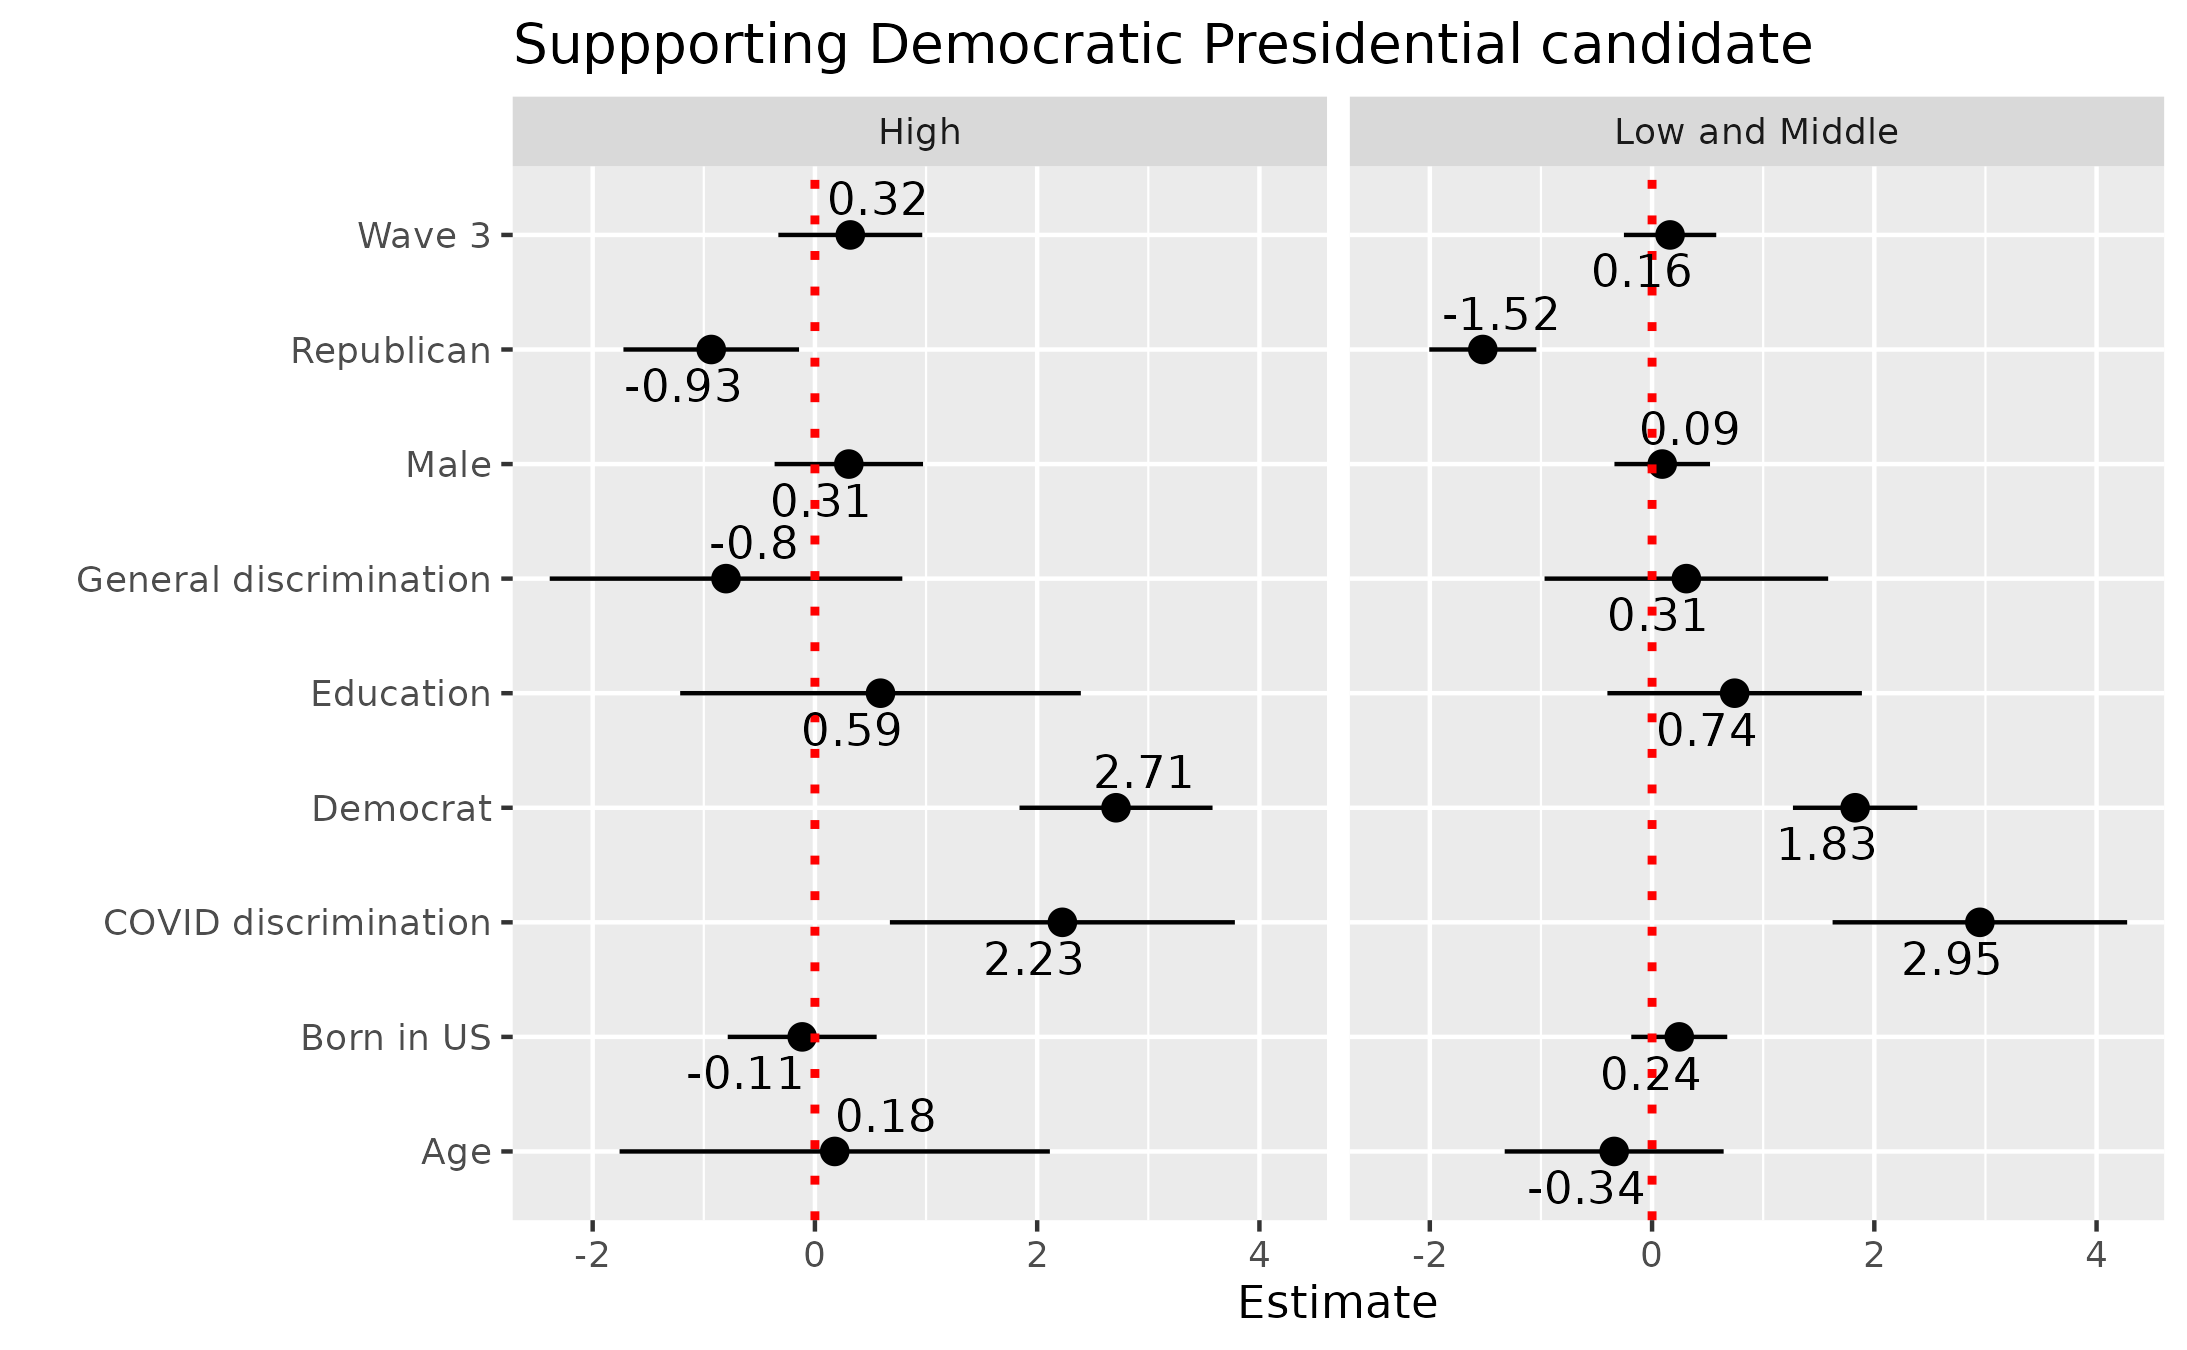 Suppporting Democratic Presidential candidate
High
Low and Middle
Wave 3
0.32
0.16
Republican
-0.93
-1.52
Male
0.31
0.09
General discrimination
-0.8
0.31
Education
0.59
0.74
Democrat
2.71
1.83
COVID discrimination
2.23
2.95
Born in US
-0.11
0.24
Age
0.18
-0.34
-2 0 2 4
-2 0 2 4
Estimate